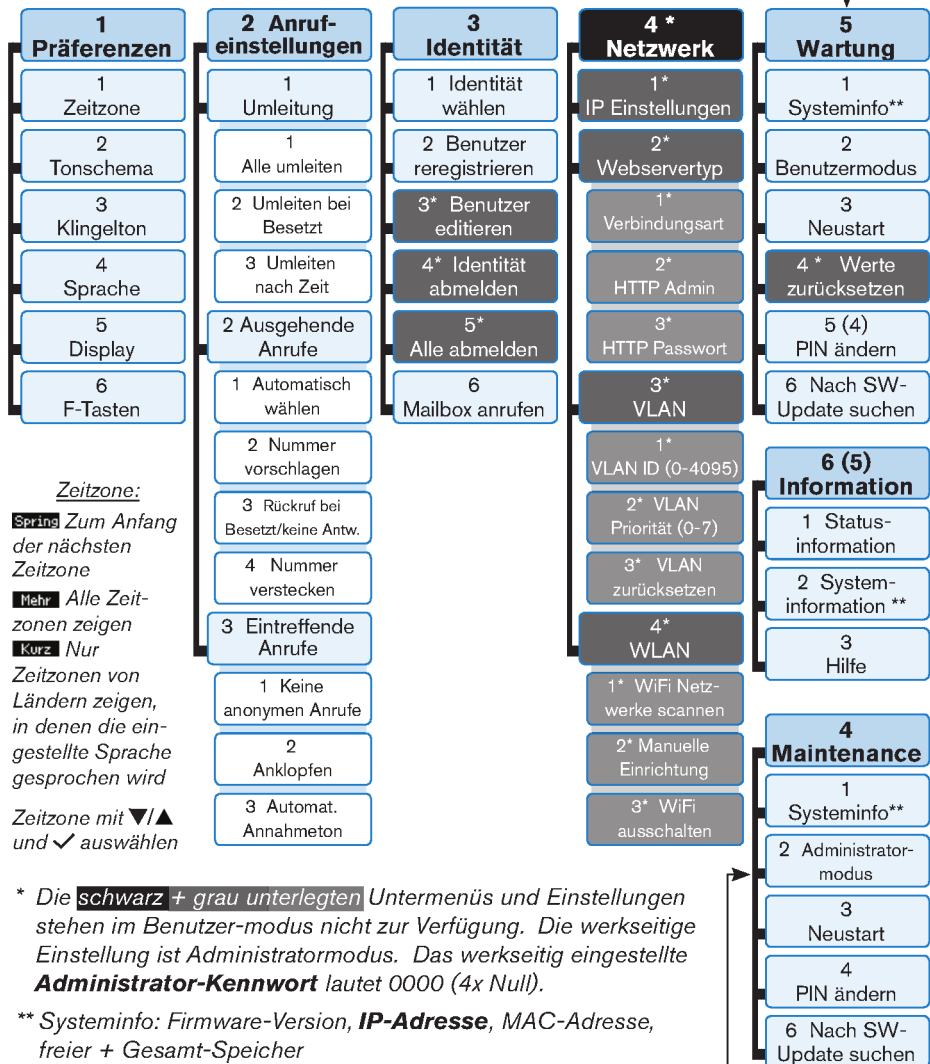 1
Präferenzen
1
Zeitzone
2
Tonschema
3
Klingelton
4
Sprache
5
Display
6
F-Tasten
Zeitzone:
Spring Zum Anfang
der nächsten
Zeitzone
Mehr Alle Zeit-
zonen zeigen
Kurz Nur
Zeitzonen von
Ländern zeigen,
in denen die ein-
gestellte Sprache
gesprochen wird
Zeitzone mit ▼/▲
und ✓ auswählen
2 Anruf-
einstellungen
1
Umleitung
1
Alle umleiten
2 Umleiten bei
Besetzt
3 Umleiten
nach Zeit
2 Ausgehende
Anrufe
1 Automatisch
wählen
2 Nummer
vorschlagen
3 Rückruf bei
Besetzt/keine Antw.
4 Nummer
verstecken
3 Eintreffende
Anrufe
1 Keine
anonymen Anrufe
2
Anklopfen
3 Automat.
Annahmeton
3
Identität
1 Identität
wählen
2 Benutzer
reregistrieren
3* Benutzer
editieren
4* Identität
abmelden
5*
Alle abmelden
6
Mailbox anrufen
4 *
Netzwerk
1*
IP Einstellungen
2*
Webservertyp
1*
Verbindungsart
2*
HTTP Admin
3*
HTTP Passwort
3*
VLAN
1*
VLAN ID (0-4095)
2* VLAN
Priorität (0-7)
3* VLAN
zurücksetzen
4*
WLAN
1* WiFi Netz-
werke scannen
2* Manuelle
Einrichtung
3* WiFi
ausschalten
5
Wartung
1
Systeminfo**
2
Benutzermodus
3
Neustart
4 * Werte
zurücksetzen
5 (4)
PIN ändern
6 Nach SW-
Update suchen
6 (5)
Information
1 Status-
information
2 System-
information **
3
Hilfe
4
Maintenance
1
Systeminfo**
2 Administrator-
modus
3
Neustart
4
PIN ändern
6 Nach SW-
Update suchen
* Die schwarz + grau unterlegten Untermenüs und Einstellungen
stehen im Benutzer-modus nicht zur Verfügung. Die werkseitige
Einstellung ist Administratormodus. Das werkseitig eingestellte
Administrator-Kennwort lautet 0000 (4x Null).
** Systeminfo: Firmware-Version, IP-Adresse, MAC-Adresse,
freier + Gesamt-Speicher